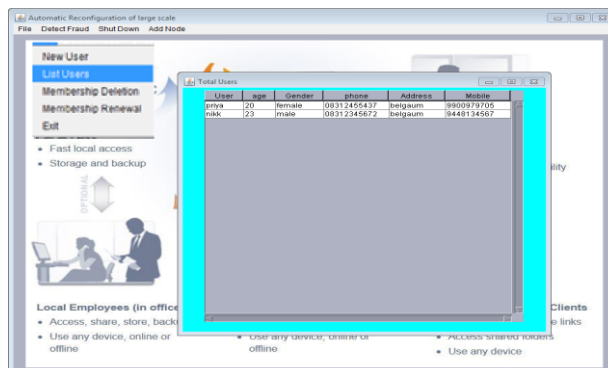 Automatic Reconfiguration of large scale
File Detect Fraud Shut Down Add Node
New User
List Users
Membership Deletion
Membership Renewal
Exit
Total Users
User age Gender phone Address Mobile
priya 20 female 08312455437 belgaum 9900979705
nikk 23 male 08312345672 belgaum 9448134567
• Fast local access
• Storage and backup
ility
OPTIONAL
Local Employees (in office
Clients
• Access, share, store, back
e links
• Use any device, online or
offline
• Use any device, online or
offline
• Access shared folders
• Use any device